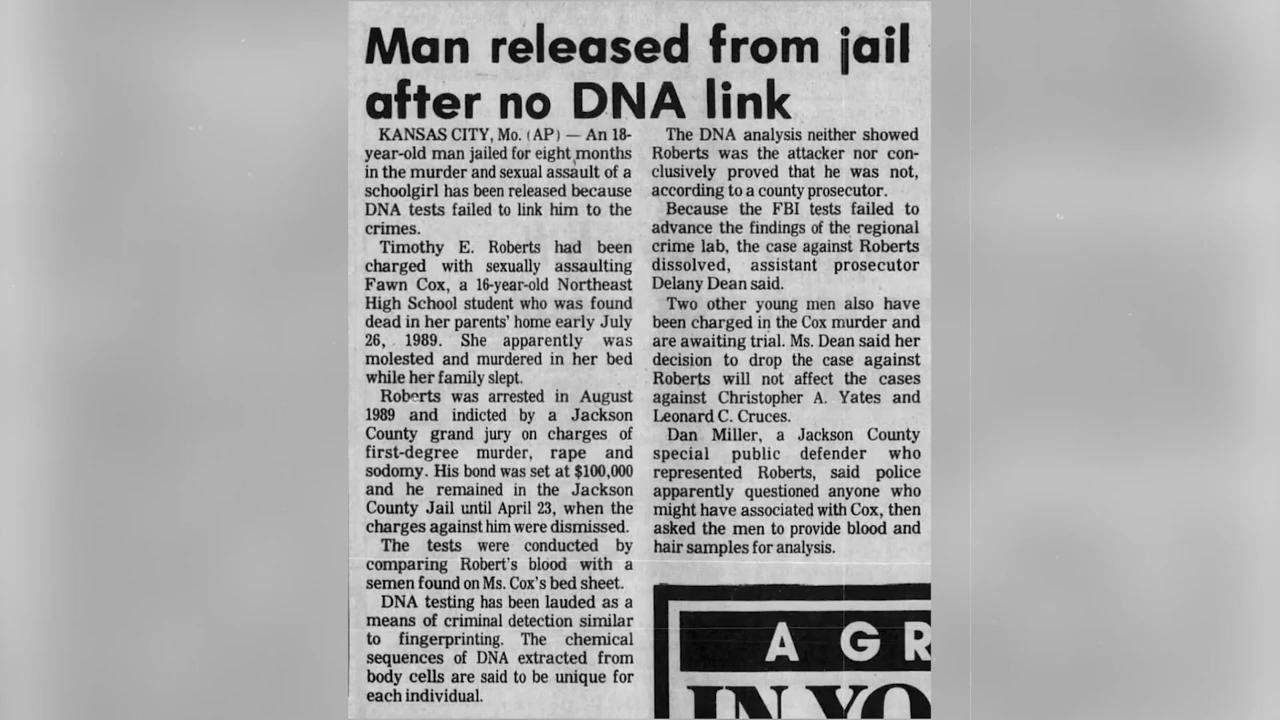 Man released from jail
after no DNA link
KANSAS CITY, Mo. (AP) — An 18-
year-old man jailed for eight months
in the murder and sexual assault of a
schoolgirl has been released because
DNA tests failed to link him to the
crimes.
Timothy E. Roberts had been
charged with sexually assaulting
Fawn Cox, a 16-year-old Northeast
High School student who was found
dead in her parents' home early July
26, 1989. She apparently was
molested and murdered in her bed
while her family slept.
Roberts was arrested in August
1989 and indicted by a Jackson
County grand jury on charges of
first-degree murder, rape and
sodomy. His bond was set at $100,000
and he remained in the Jackson
County Jail until April 23, when the
charges against him were dismissed.
The tests were conducted by
comparing Robert's blood with a
semen found on Ms. Cox's bed sheet.
DNA testing has been lauded as a
means of criminal detection similar
to fingerprinting. The chemical
sequences of DNA extracted from
body cells are said to be unique for
each individual.
The DNA analysis neither showed
Roberts was the attacker nor con-
clusively proved that he was not,
according to a county prosecutor.
Because the FBI tests failed to
advance the findings of the regional
crime lab, the case against Roberts
dissolved, assistant prosecutor
Delany Dean said.
Two other young men also have
been charged in the Cox murder and
are awaiting trial. Ms. Dean said her
decision to drop the case against
Roberts will not affect the cases
against Christopher A. Yates and
Leonard C. Cruces.
Dan Miller, a Jackson County
special public defender who
represented Roberts, said police
apparently questioned anyone who
might have associated with Cox, then
asked the men to provide blood and
hair samples for analysis.
A GR
IN YO